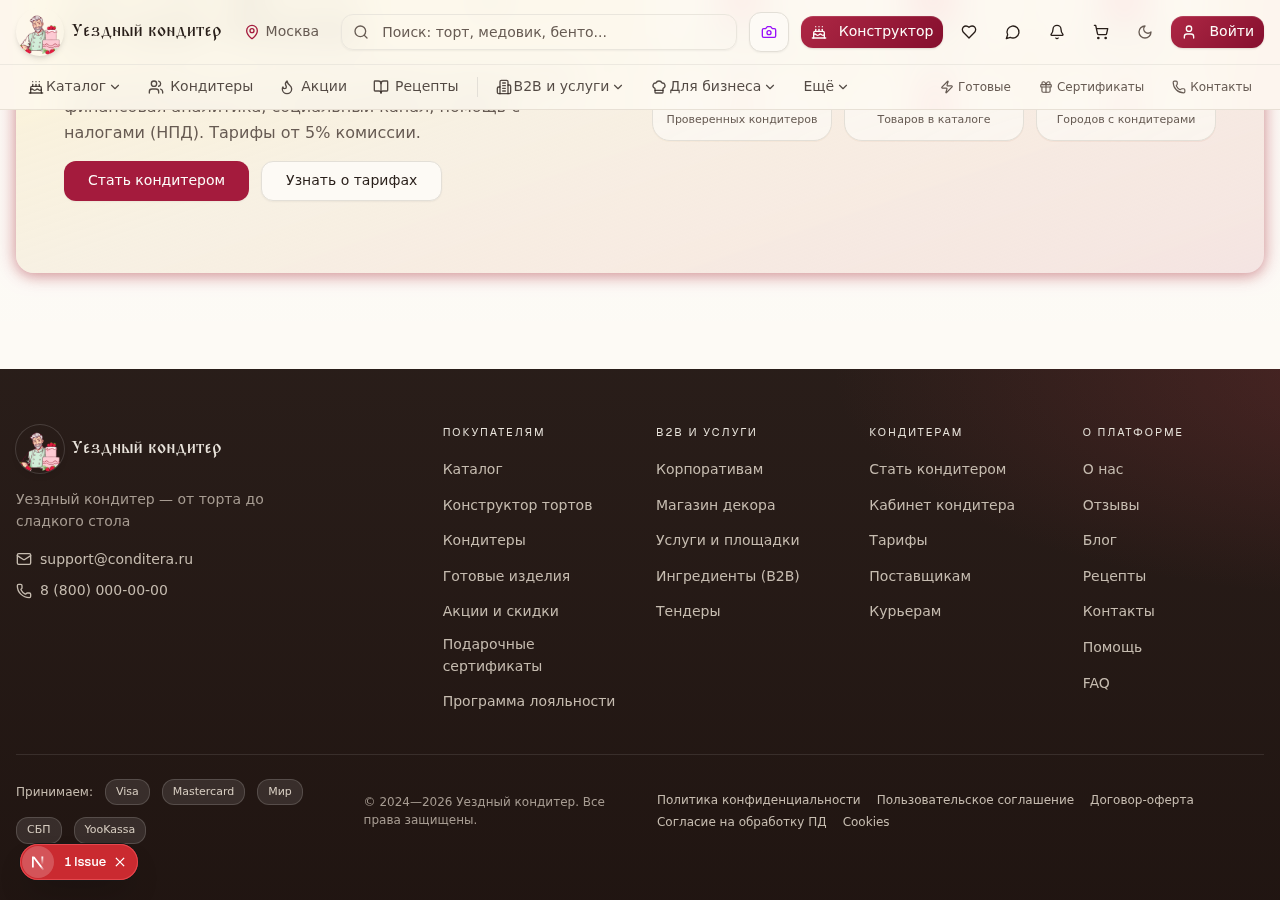 Уездный кондитер
Москва
Поиск: торт, медовик, бенто...
Конструктор
Войти
Каталог
Кондитеры
Акции
Рецепты
B2B и услуги
Для бизнеса
Ещё
Готовые
Сертификаты
Контакты
финансовая аналитика, социальный канал, помощь с
налогами (НПД). Тарифы от 5% комиссии.
Стать кондитером
Узнать о тарифах
Проверенных кондитеров
Товаров в каталоге
Городов с кондитерами
Уездный кондитер
Уездный кондитер — от торта до
сладкого стола
support@conditera.ru
8 (800) 000-00-00
ПОКУПАТЕЛЯМ
Каталог
Конструктор тортов
Кондитеры
Готовые изделия
Акции и скидки
Подарочные
сертификаты
Программа лояльности
B2B И УСЛУГИ
Корпоративам
Магазин декора
Услуги и площадки
Ингредиенты (B2B)
Тендеры
КОНДИТЕРАМ
Стать кондитером
Кабинет кондитера
Тарифы
Поставщикам
Курьерам
О ПЛАТФОРМЕ
О нас
Отзывы
Блог
Рецепты
Контакты
Помощь
FAQ
Принимаем:
Visa
Mastercard
Мир
СБП
YooKassa
© 2024—2026 Уездный кондитер. Все
права защищены.
Политика конфиденциальности
Пользовательское соглашение
Договор-оферта
Согласие на обработку ПД
Cookies
N
1 Issue